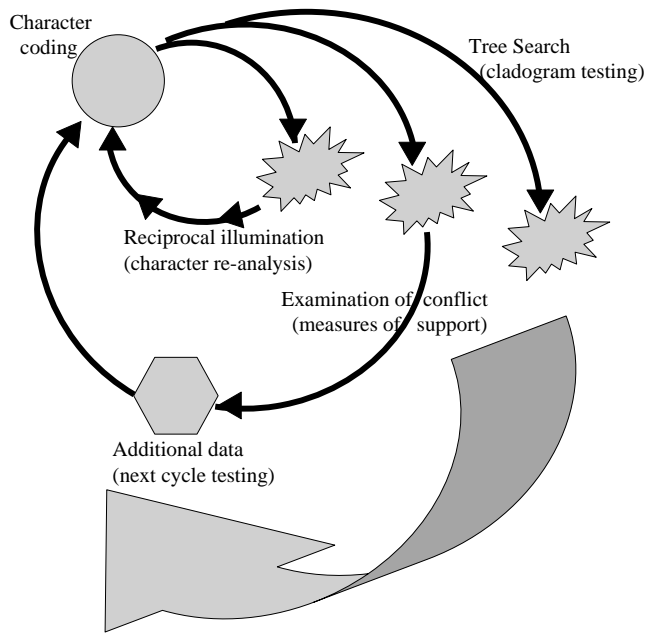 Character
coding
Tree Search
(cladogram testing)
Reciprocal illumination
(character re-analysis)
Examination of conflict
(measures of support)
Additional data
(next cycle testing)